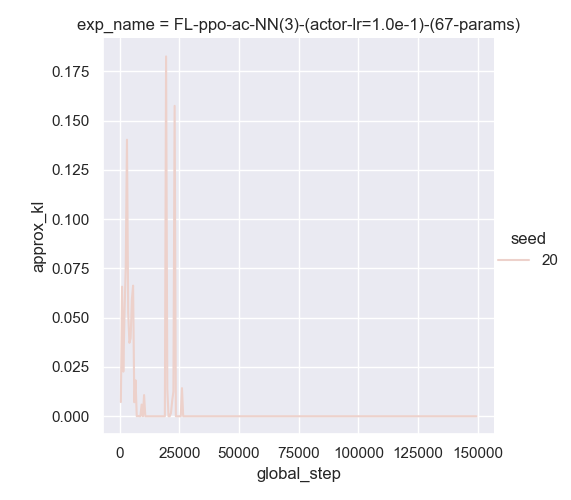 exp_name = FL-ppo-ac-NN(3)-(actor-lr=1.0e-1)-(67-params)
0.175
0.150
0.125
0.100
0.075
0.050
0.025
0.000
approx_kl
0 25000 50000 75000 100000 125000 150000
global_step
seed
20